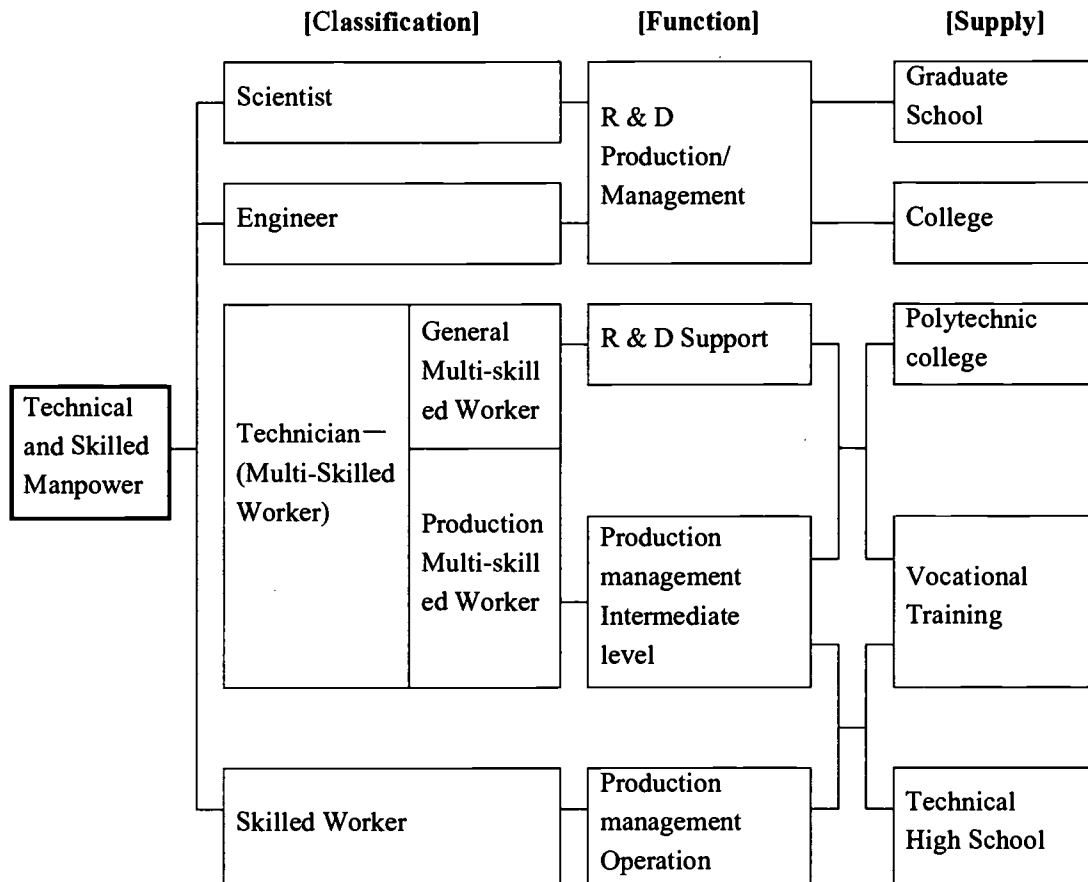 [Classification] [Function] [Supply]
Scientist
R & D
Production/
Management
Graduate
School
Engineer
College
Technical
and Skilled
Manpower
Technician—
(Multi-Skilled
Worker)
General
Multi-skill
ed Worker
R & D Support
Polytechnic
college
Production
Multi-skill
ed Worker
Production
management
Intermediate
level
Vocational
Training
Skilled Worker
Production
management
Operation
Technical
High School